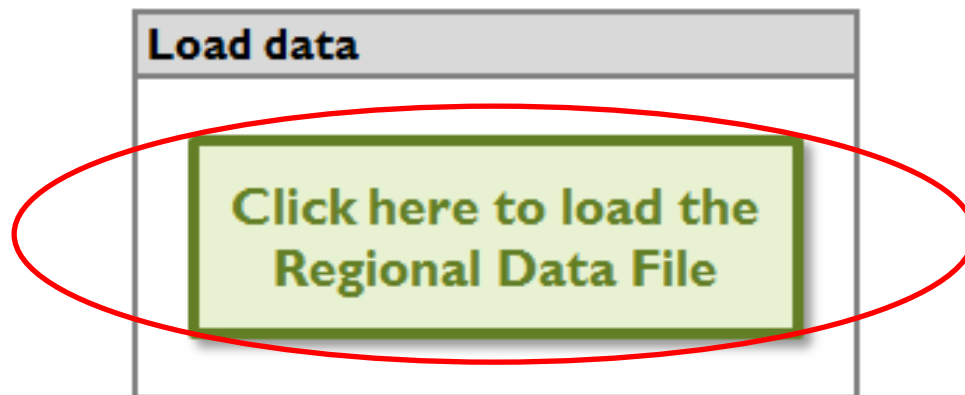 Load data
Click here to load the
Regional Data File